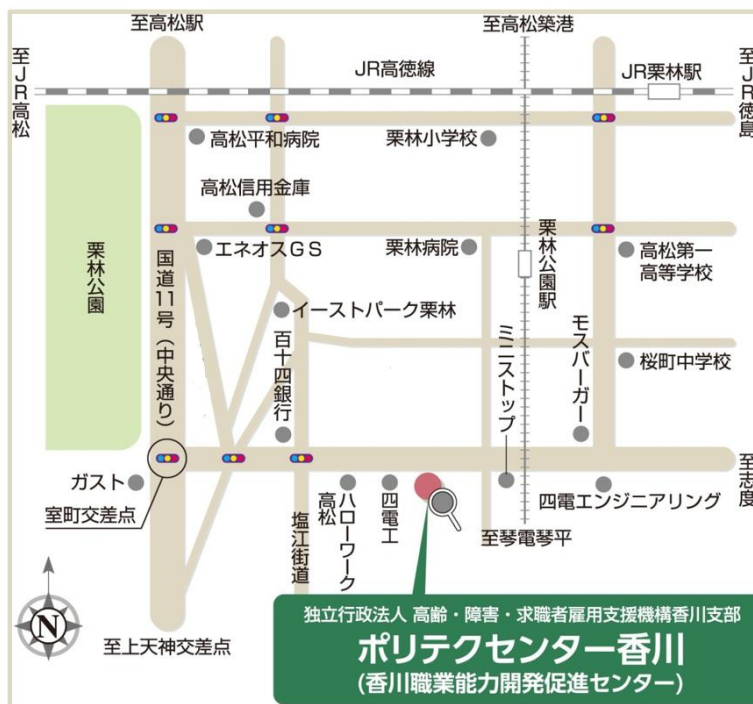 至高松駅
至高松築港
至JR高松
JR高徳線
JR栗林駅
至JR徳島
高松平和病院
栗林小学校
高松信用金庫
エネオスGS
栗林病院
栗林公園駅
高松第一
高等学校
栗林公園
国道11号（中央通り）
イーストパーク栗林
百十四銀行
ミニストップ
モスバーガー
桜町中学校
ガスト
室町交差点
塩江街道
ハローワーク
高松
四電工
四電エンジニアリング
至志度
至琴電琴平
N
至上天神交差点
独立行政法人 高齢・障害・求職者雇用支援機構香川支部
ポリテクセンター香川
(香川職業能力開発促進センター)